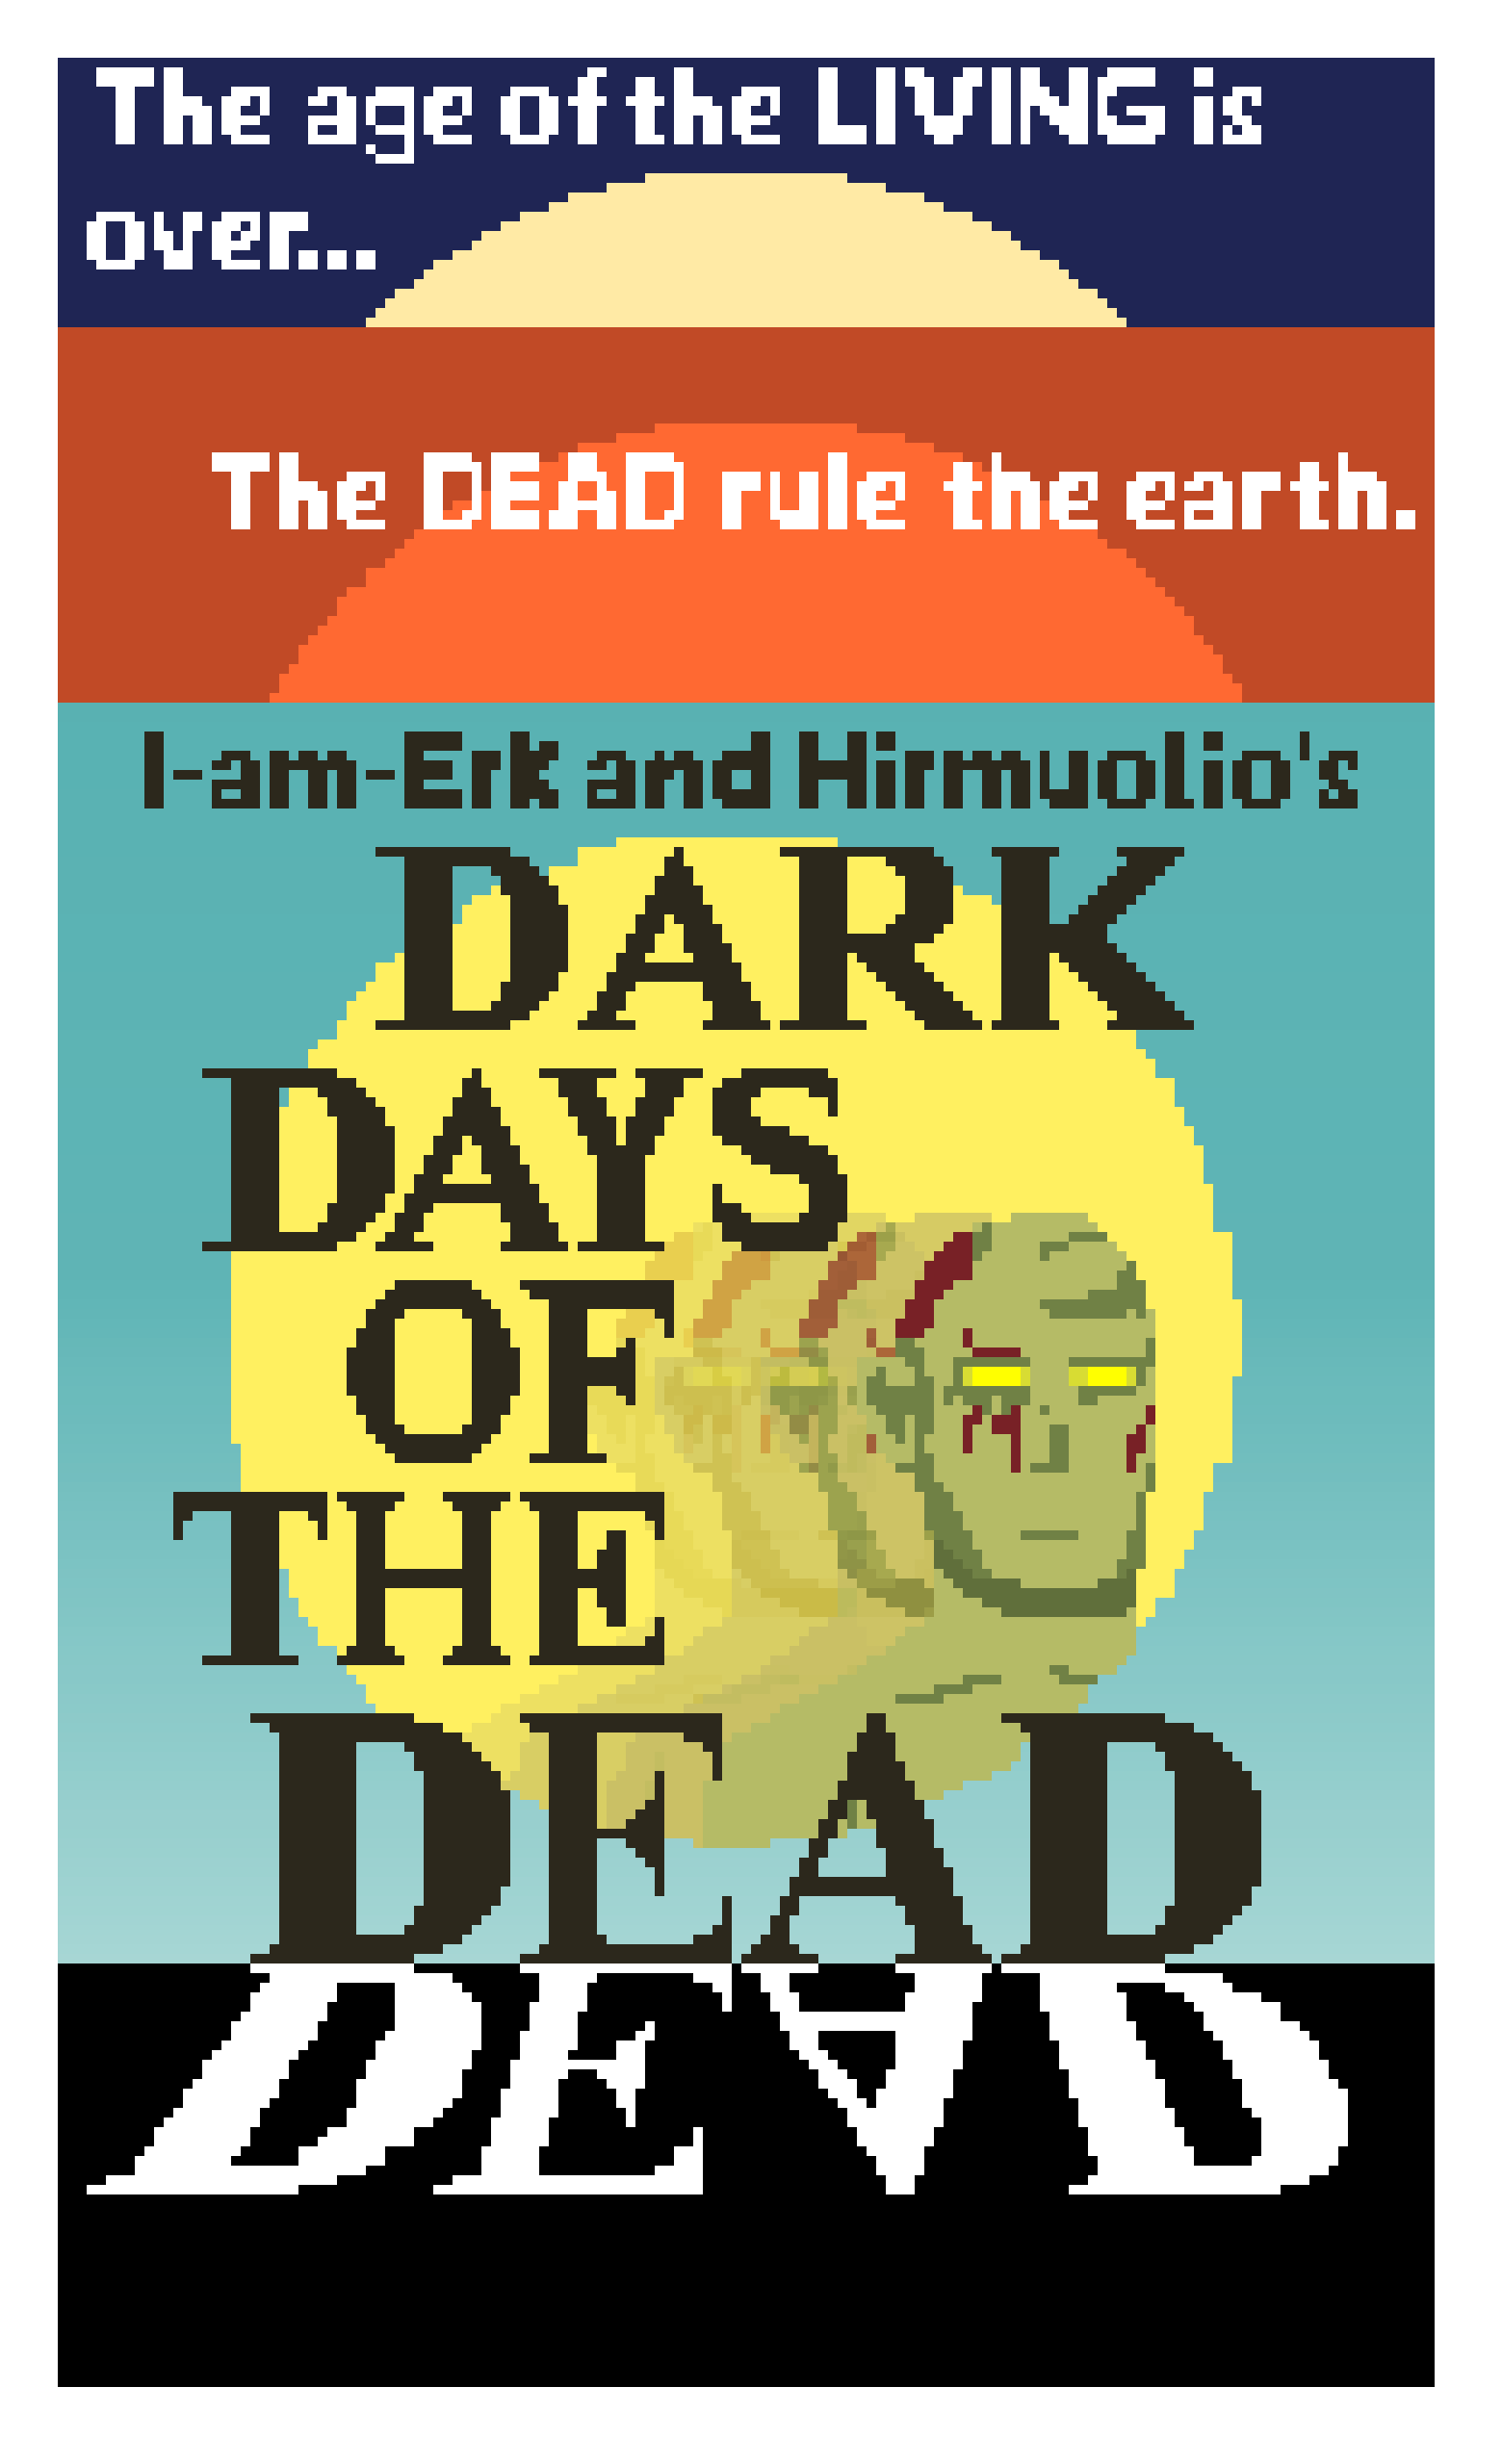 The age of the LIVING is
over...
The DEAD rule the earth.
I-am-Erk and Hirmuolio's
DARK
DAYS
OF
THE
DEAD
DEAD